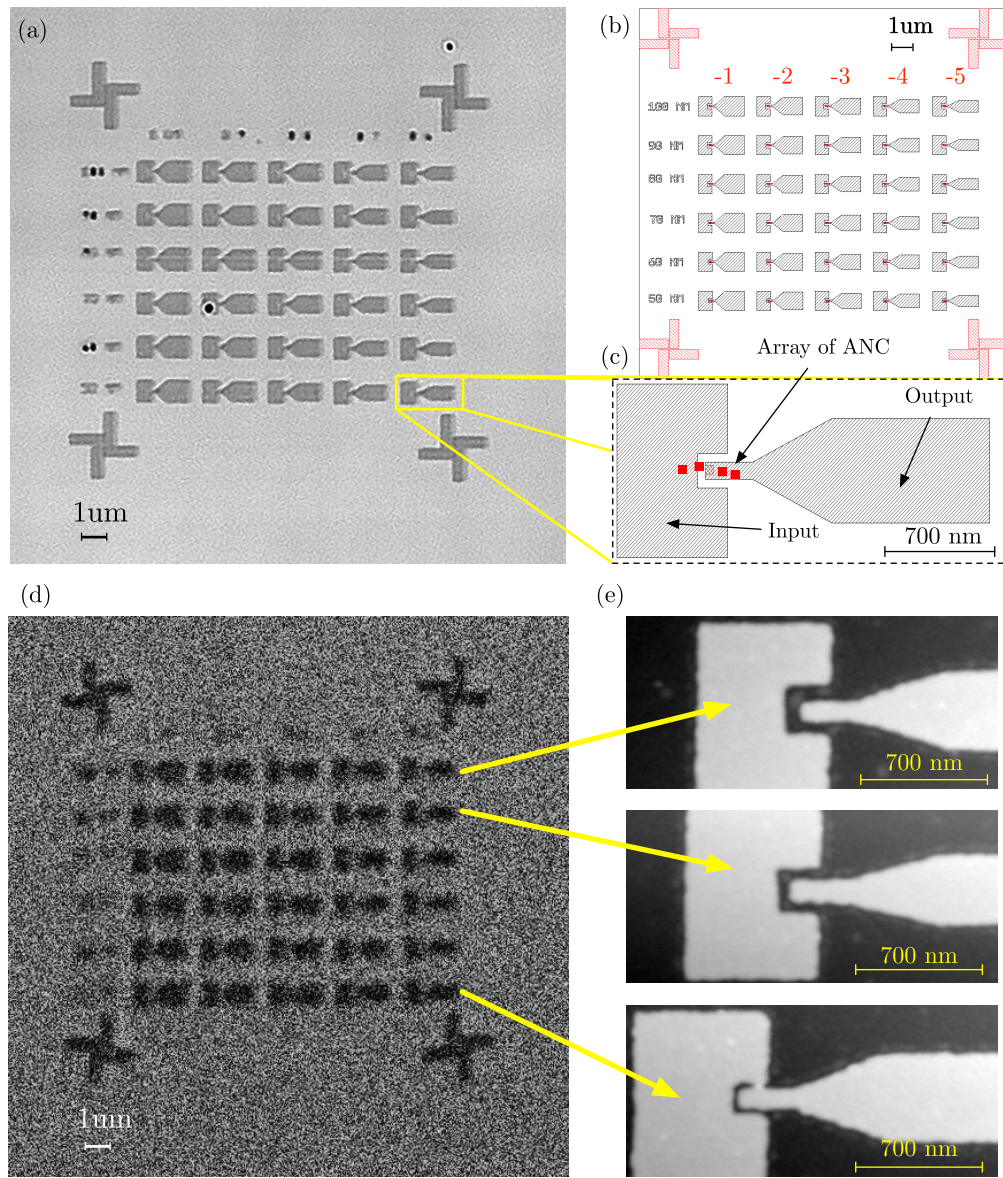 (a)
1um
(b)
1um
-1 -2 -3 -4 -5
100 NM
90 NM
80 NM
70 NM
60 NM
50 NM
(c)
Array of ANC
Output
Input
700 nm
(d)
1um
(e)
700 nm
700 nm
700 nm